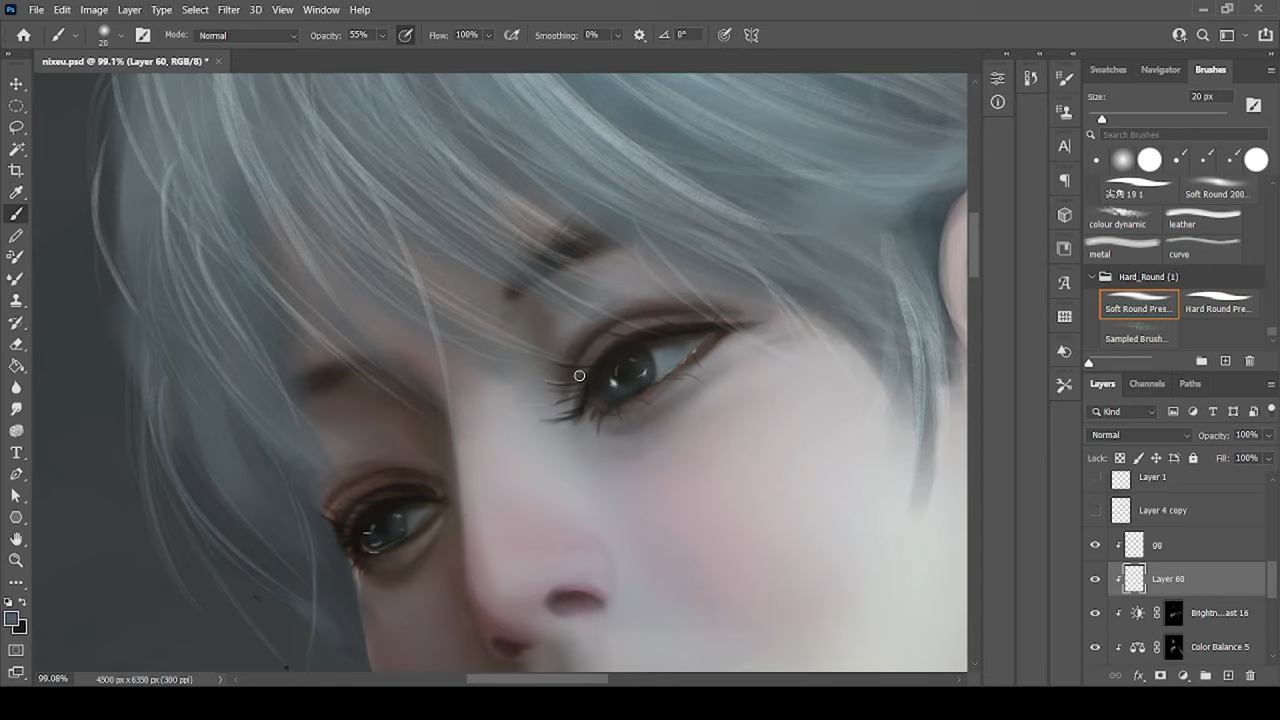 Ps File Edit Image Layer Type Select Filter 3D View Window Help
20 Mode: Normal Opacity: 55% Flow: 100% Smoothing: 0% 0°
nixeu.psd @ 99.1% (Layer 60, RGB/8) *
Swatches Navigator Brushes
Size: 20 px
Search Brushes
实角 19 1 Soft Round 200...
colour dynamic leather
metal curve
Hard_Round (1)
Soft Round Pres... Hard Round Pre...
Sampled Brush...
Layers Channels Paths
Kind
Normal Opacity: 100%
Lock: Fill: 100%
Layer 1
Layer 4 copy
gg
Layer 60
Brightn...ast 16
Color Balance 5
99.08% 4500 px x 6350 px (300 ppi)